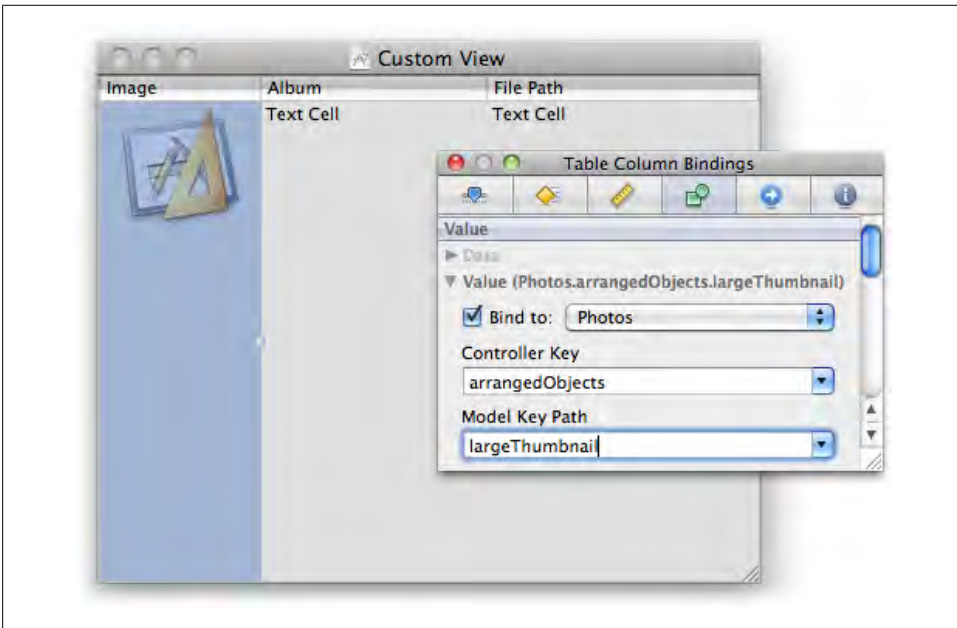 Custom View
Image Album File Path
Text Cell Text Cell
Table Column Bindings
Value
Data
Value (Photos.arrangedObjects.largeThumbnail)
Bind to: Photos
Controller Key
arrangedObjects
Model Key Path
largeThumbnail